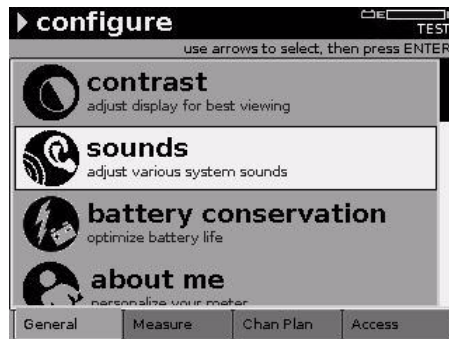 configure
E
TEST
use arrows to select, then press ENTER
contrast
adjust display for best viewing
sounds
adjust various system sounds
battery conservation
optimize battery life
about me
personalize your meter
General Measure Chan Plan Access